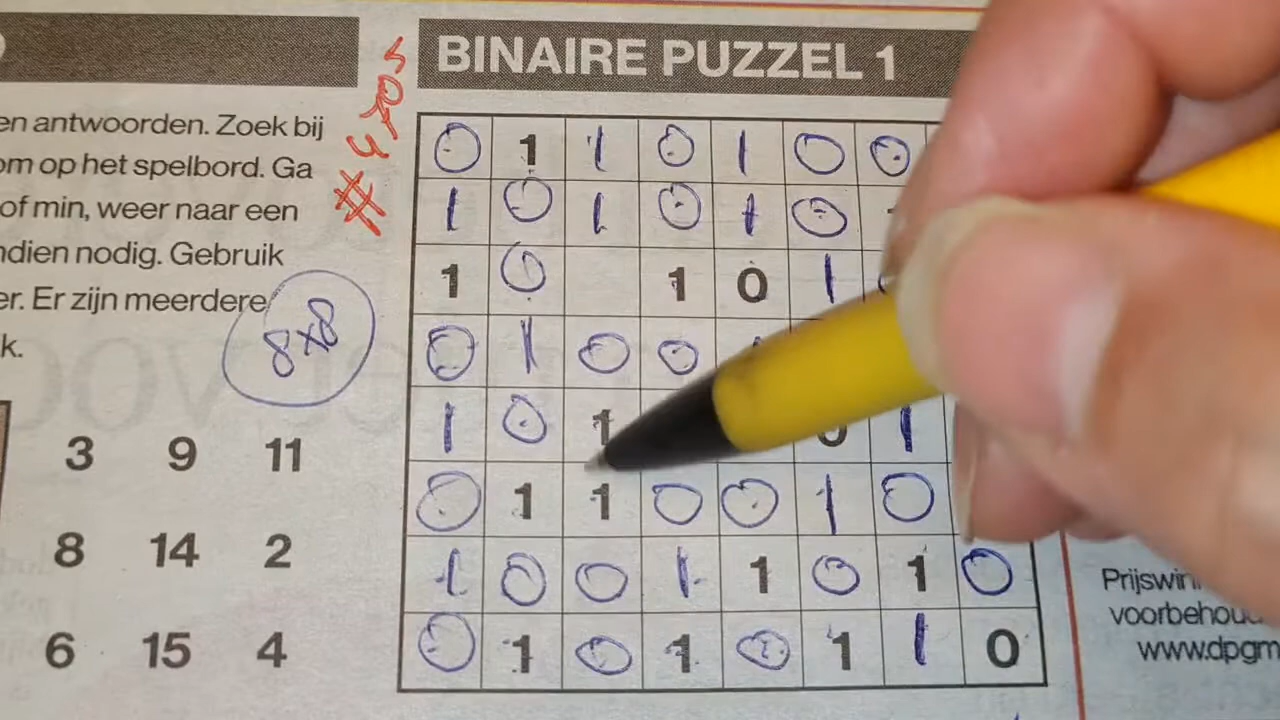 BINAIRE PUZZEL 1
# 4705
en antwoorden. Zoek bij
om op het spelbord. Ga
of min, weer naar een
ndien nodig. Gebruik
er. Er zijn meerdere
k.
8x8
3 9 11
8 14 2
6 15 4
0 1 1 0 1 0 0
1 0 1 0 1 0
1 0 1 0 1
0 1 0 0
1 0 1 0 1
0 1 1 0 0 1 0
1 0 0 1 1 0 1 0
0 1 0 1 0 1 1 0
Prijswin
voorbehou
www.dpgm